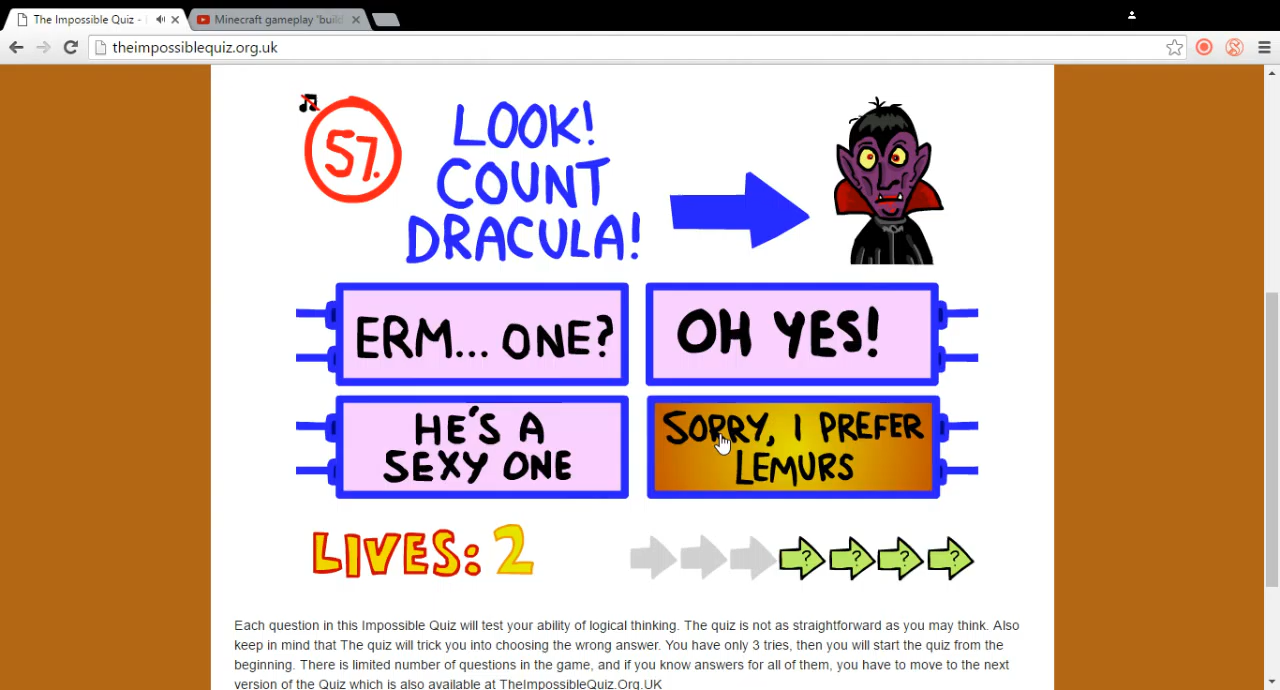 The Impossible Quiz -
Minecraft gameplay 'build
theimpossiblequiz.org.uk
57.
LOOK!
COUNT
DRACULA!
ERM... ONE?
OH YES!
HE'S A
SEXY ONE
SORRY, I PREFER
LEMURS
LIVES: 2
? ? ? ?
Each question in this Impossible Quiz will test your ability of logical thinking. The quiz is not as straightforward as you may think. Also
keep in mind that The quiz will trick you into choosing the wrong answer. You have only 3 tries, then you will start the quiz from the
beginning. There is limited number of questions in the game, and if you know answers for all of them, you have to move to the next
version of the Quiz which is also available at TheImpossibleQuiz.Org.UK